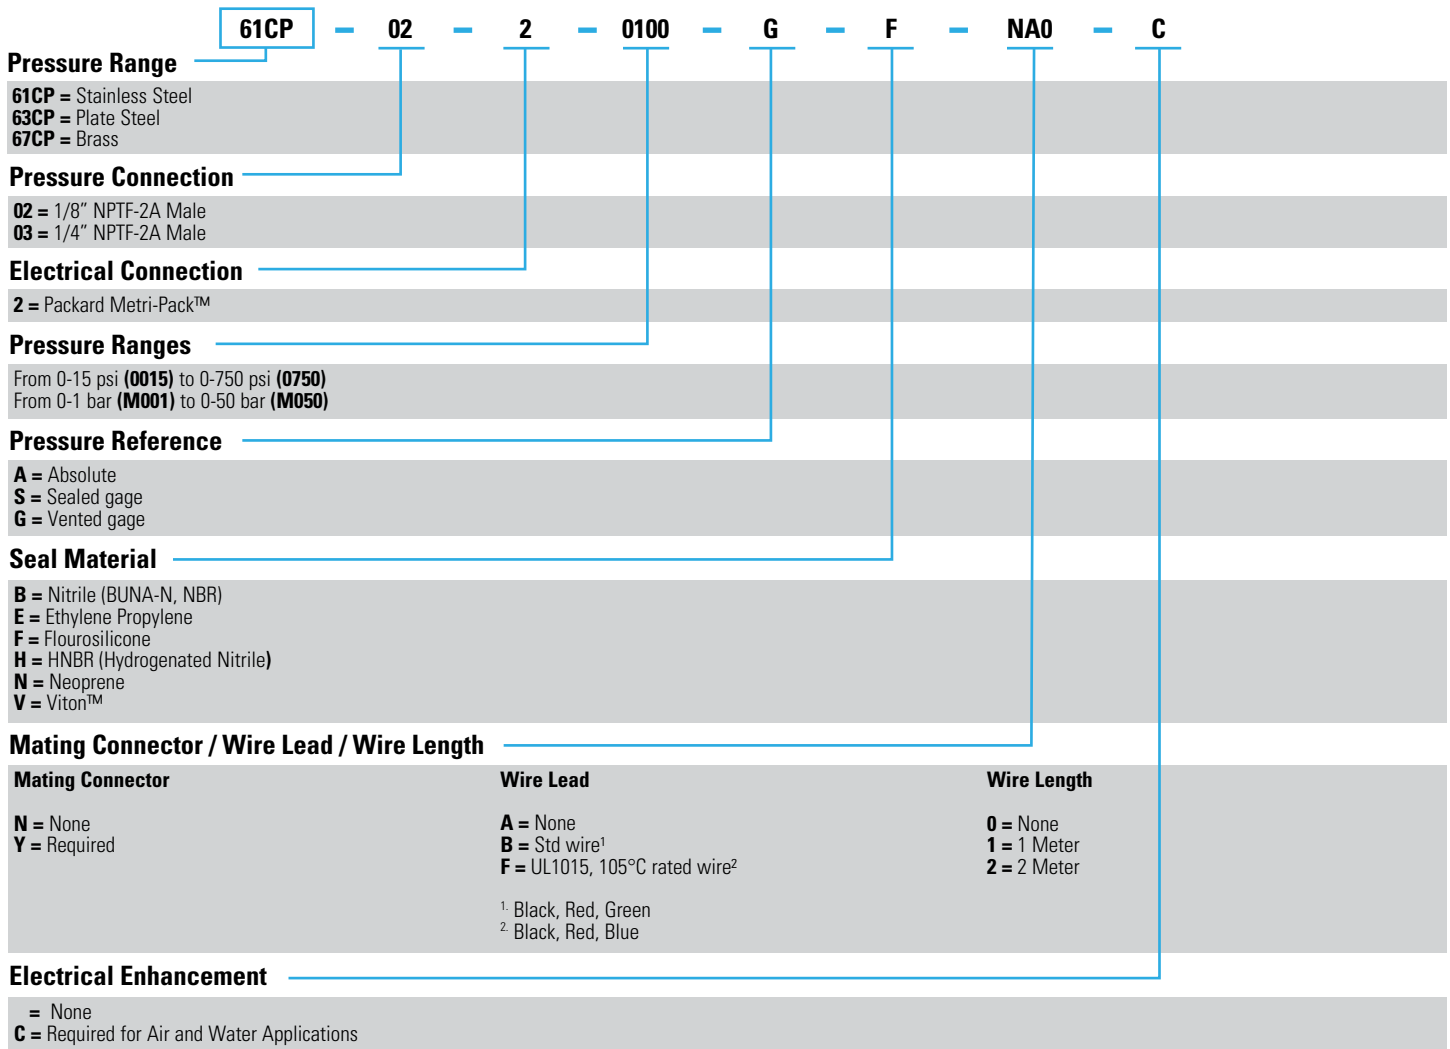 61CP – 02 – 2 – 0100 – G – F – NA0 – C
Pressure Range
61CP = Stainless Steel
63CP = Plate Steel
67CP = Brass
Pressure Connection
02 = 1/8” NPTF-2A Male
03 = 1/4” NPTF-2A Male
Electrical Connection
2 = Packard Metri-Pack™
Pressure Ranges
From 0-15 psi (0015) to 0-750 psi (0750)
From 0-1 bar (M001) to 0-50 bar (M050)
Pressure Reference
A = Absolute
S = Sealed gage
G = Vented gage
Seal Material
B = Nitrile (BUNA-N, NBR)
E = Ethylene Propylene
F = Flourosilicone
H = HNBR (Hydrogenated Nitrile)
N = Neoprene
V = Viton™
Mating Connector / Wire Lead / Wire Length
Mating Connector
N = None
Y = Required
Wire Lead
A = None
B = Std wire¹
F = UL1015, 105°C rated wire²
1. Black, Red, Green
2. Black, Red, Blue
Wire Length
0 = None
1 = 1 Meter
2 = 2 Meter
Electrical Enhancement
= None
C = Required for Air and Water Applications